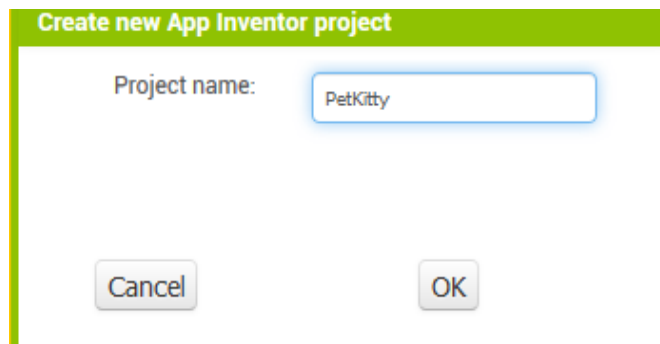 Create new App Inventor project
Project name:
PetKitty
Cancel
OK